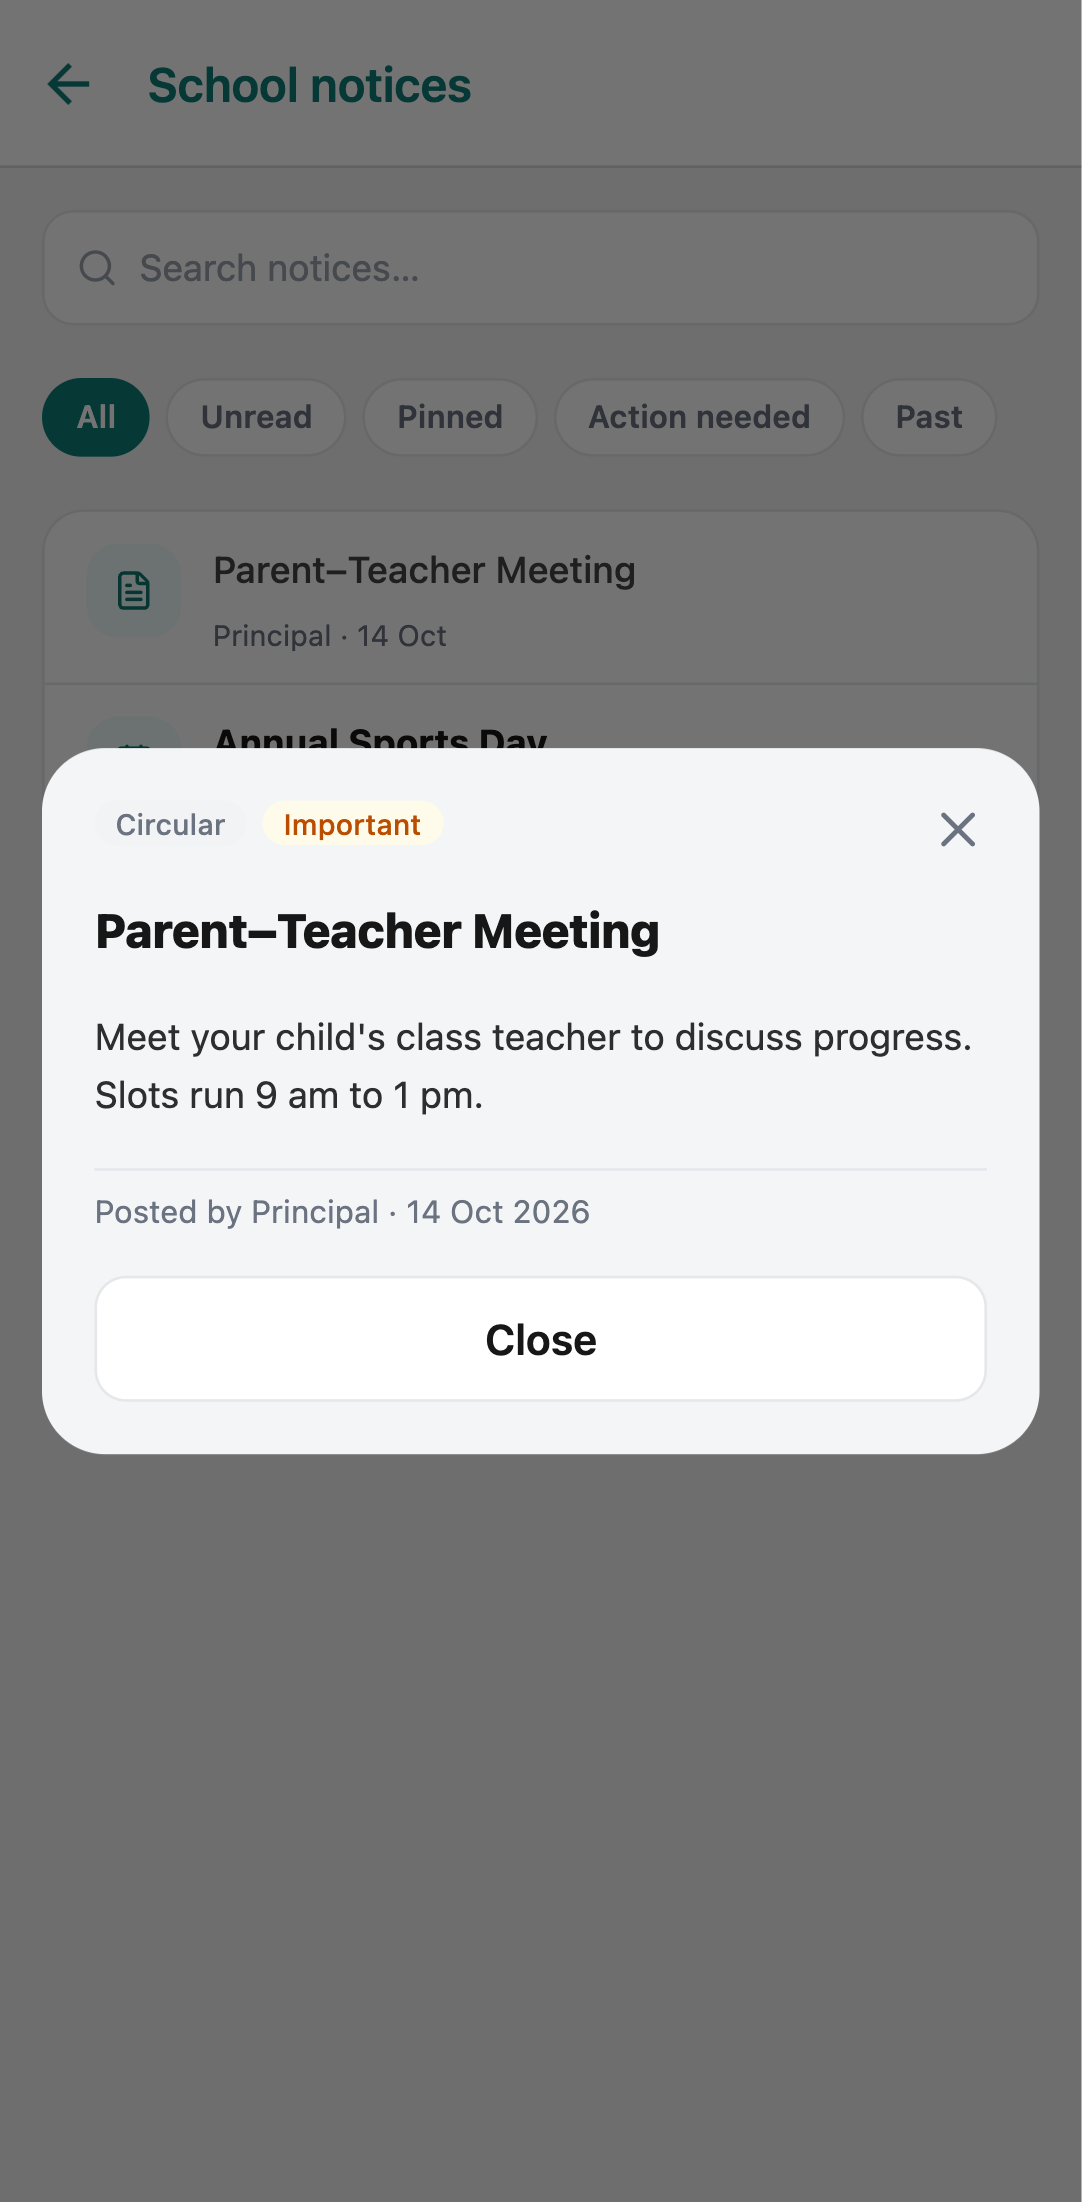 School notices
Search notices...
All Unread Pinned Action needed Past
Parent–Teacher Meeting
Principal · 14 Oct
Annual Sports Day
Circular Important
Parent–Teacher Meeting
Meet your child's class teacher to discuss progress.
Slots run 9 am to 1 pm.
Posted by Principal · 14 Oct 2026
Close